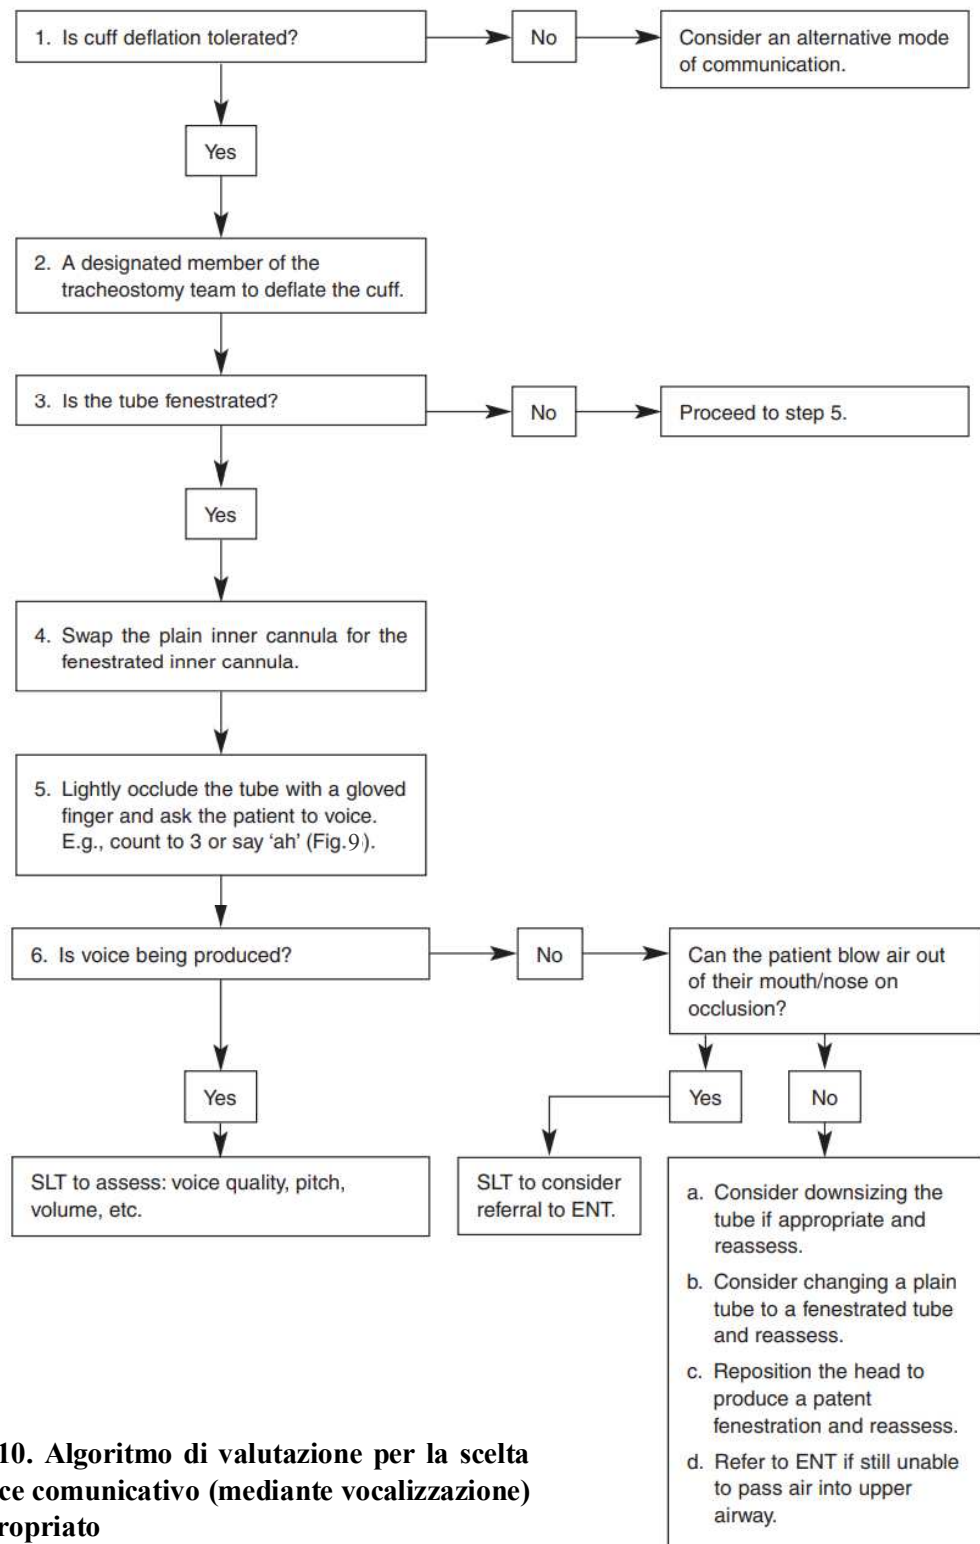 1. Is cuff deflation tolerated?
No
Consider an alternative mode
of communication.
Yes
2. A designated member of the
tracheostomy team to deflate the cuff.
3. Is the tube fenestrated?
No
Proceed to step 5.
Yes
4. Swap the plain inner cannula for the
fenestrated inner cannula.
5. Lightly occlude the tube with a gloved
finger and ask the patient to voice.
E.g., count to 3 or say ‘ah’ (Fig.9).
6. Is voice being produced?
No
Can the patient blow air out
of their mouth/nose on
occlusion?
Yes
Yes
No
SLT to assess: voice quality, pitch,
volume, etc.
SLT to consider
referral to ENT.
a. Consider downsizing the
tube if appropriate and
reassess.
b. Consider changing a plain
tube to a fenestrated tube
and reassess.
c. Reposition the head to
produce a patent
fenestration and reassess.
d. Refer to ENT if still unable
to pass air into upper
airway.
10. Algoritmo di valutazione per la scelta
ce comunicativo (mediante vocalizzazione)
ropriato